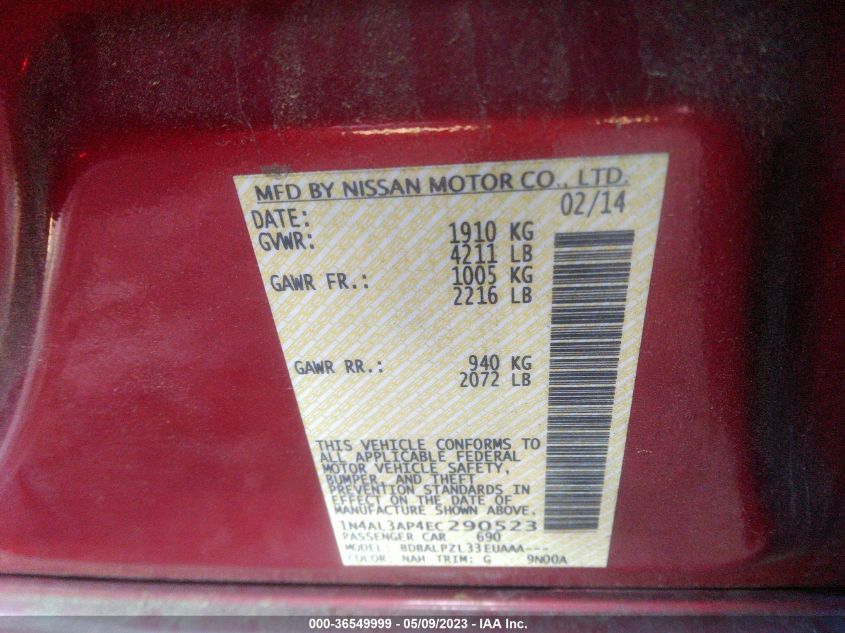 MFD BY NISSAN MOTOR CO., LTD.
DATE: 02/14
GVWR: 1910 KG
4211 LB
GAWR FR.: 1005 KG
2216 LB
GAWR RR.: 940 KG
2072 LB
THIS VEHICLE CONFORMS TO
ALL APPLICABLE FEDERAL
MOTOR VEHICLE SAFETY,
BUMPER, AND THEFT
PREVENTION STANDARDS IN
EFFECT ON THE DATE OF
MANUFACTURE SHOWN ABOVE.
1N4AL3AP4EC290523
PASSENGER CAR 690
MODEL: BDBALPZL33EUAAA---
COLOR: NAH TRIM: G 9N00A
000-36549999 - 05/09/2023 - IAA Inc.